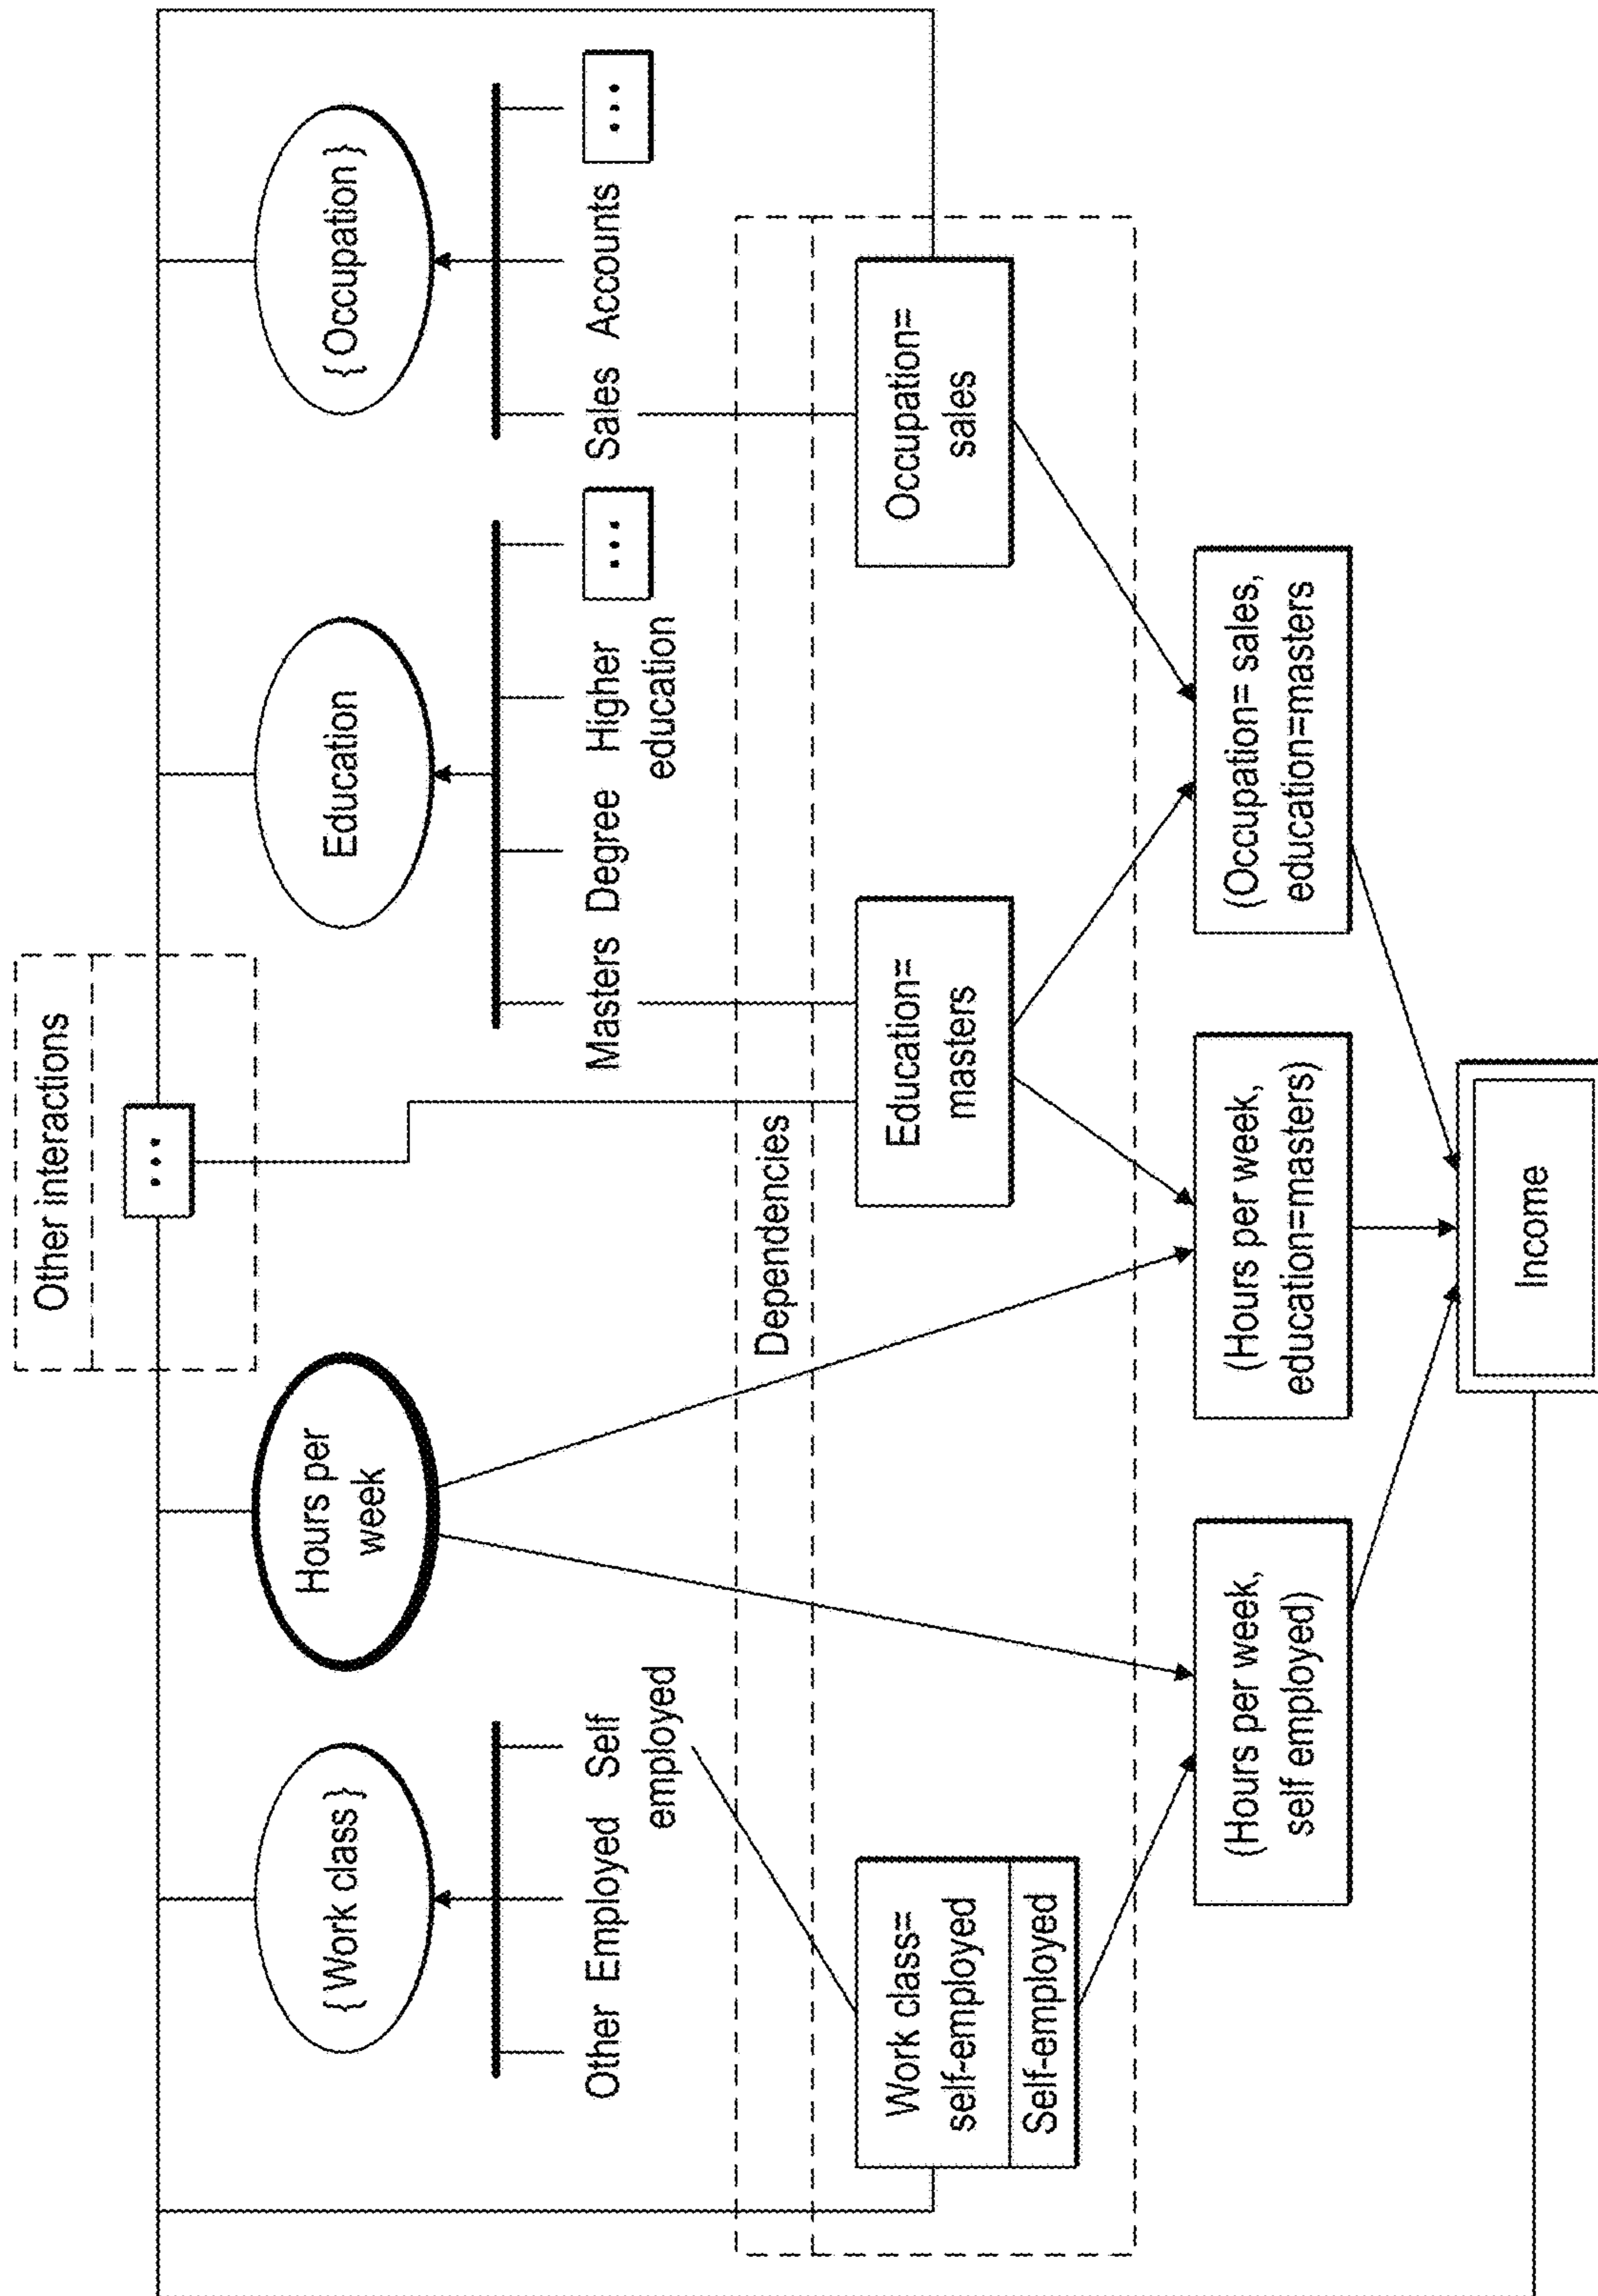 Other interactions
...
{ Work class }
Hours per
week
Education
{ Occupation }
Other Employed Self
employed
Masters Degree Higher
education
...
Sales Accounts
...
Dependencies
Work class=
self-employed
Self-employed
Education=
masters
Occupation=
sales
(Hours per week,
self employed)
(Hours per week,
education=masters)
(Occupation= sales,
education=masters
Income